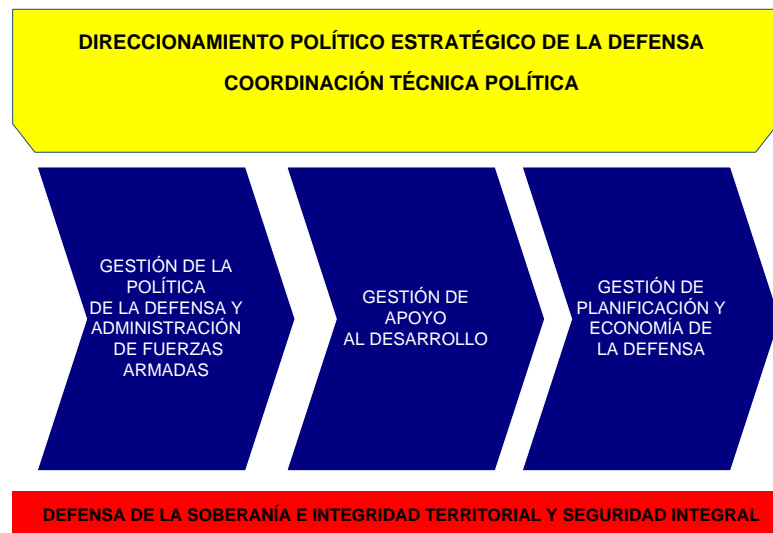 DIRECCIONAMIENTO POLÍTICO ESTRATÉGICO DE LA DEFENSA
COORDINACIÓN TÉCNICA POLÍTICA
GESTIÓN DE LA
POLÍTICA
DE LA DEFENSA Y
ADMINISTRACIÓN
DE FUERZAS
ARMADAS
GESTIÓN DE
APOYO
AL DESARROLLO
GESTIÓN DE
PLANIFICACIÓN Y
ECONOMÍA DE
LA DEFENSA
DEFENSA DE LA SOBERANÍA E INTEGRIDAD TERRITORIAL Y SEGURIDAD INTEGRAL